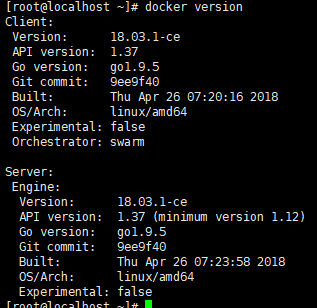 [root@localhost ~]# docker version
Client:
 Version:      18.03.1-ce
 API version:  1.37
 Go version:   go1.9.5
 Git commit:   9ee9f40
 Built:        Thu Apr 26 07:20:16 2018
 OS/Arch:      linux/amd64
 Experimental: false
 Orchestrator: swarm

Server:
 Engine:
  Version:      18.03.1-ce
  API version:  1.37 (minimum version 1.12)
  Go version:   go1.9.5
  Git commit:   9ee9f40
  Built:        Thu Apr 26 07:23:58 2018
  OS/Arch:      linux/amd64
  Experimental: false
[root@localhost ~]#